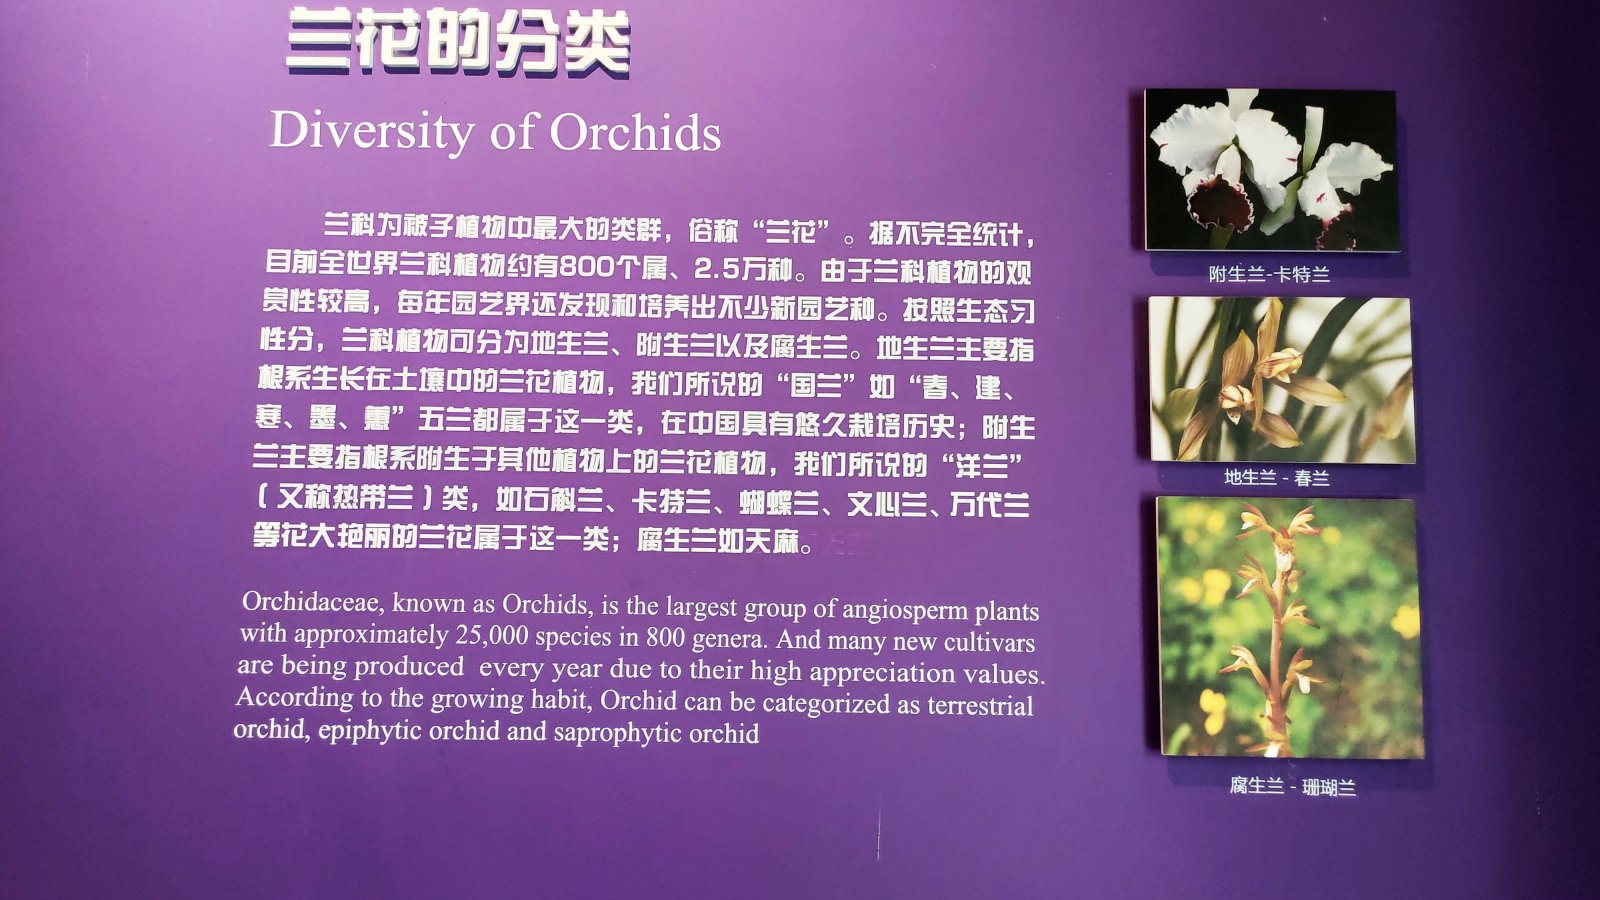 兰花的分类
Diversity of Orchids
兰科为被子植物中最大的类群，俗称“兰花”。据不完全统计，
目前全世界兰科植物约有800个属、2.5万种。由于兰科植物的观
赏性较高，每年园艺界还发现和培养出不少新园艺种。按照生态习
性分，兰科植物可分为地生兰、附生兰以及腐生兰。地生兰主要指
根系生长在土壤中的兰花植物，我们所说的“国兰”如“春、建、
寒、墨、蕙”五兰都属于这一类，在中国具有悠久栽培历史；附生
兰主要指根系附生于其他植物上的兰花植物，我们所说的“洋兰”
（又称热带兰）类，如石斛兰、卡特兰、蝴蝶兰、文心兰、万代兰
等花大艳丽的兰花属于这一类；腐生兰如天麻。
Orchidaceae, known as Orchids, is the largest group of angiosperm plants
with approximately 25,000 species in 800 genera. And many new cultivars
are being produced every year due to their high appreciation values.
According to the growing habit, Orchid can be categorized as terrestrial
orchid, epiphytic orchid and saprophytic orchid
附生兰-卡特兰
地生兰 - 春兰
腐生兰 - 珊瑚兰